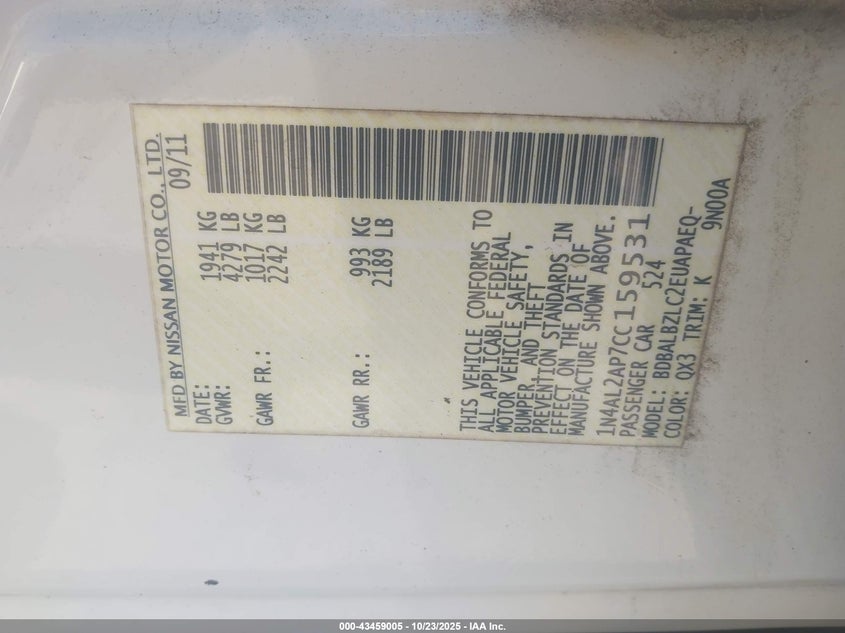 MFD BY NISSAN MOTOR CO., LTD.
DATE: 09/11
GVWR: 1941 KG
4279 LB
GAWR FR.: 1017 KG
2242 LB
GAWR RR.: 993 KG
2189 LB
THIS VEHICLE CONFORMS TO
ALL APPLICABLE FEDERAL
MOTOR VEHICLE SAFETY,
BUMPER, AND THEFT
PREVENTION STANDARDS IN
EFFECT ON THE DATE OF
MANUFACTURE SHOWN ABOVE.
1N4AL2AP7CC159531
PASSENGER CAR 524
MODEL: BDBALBZLC2EUAPAEQ-
COLOR: QX3 TRIM: K 9N00A
000-43459005 - 10/23/2025 - IAA Inc.